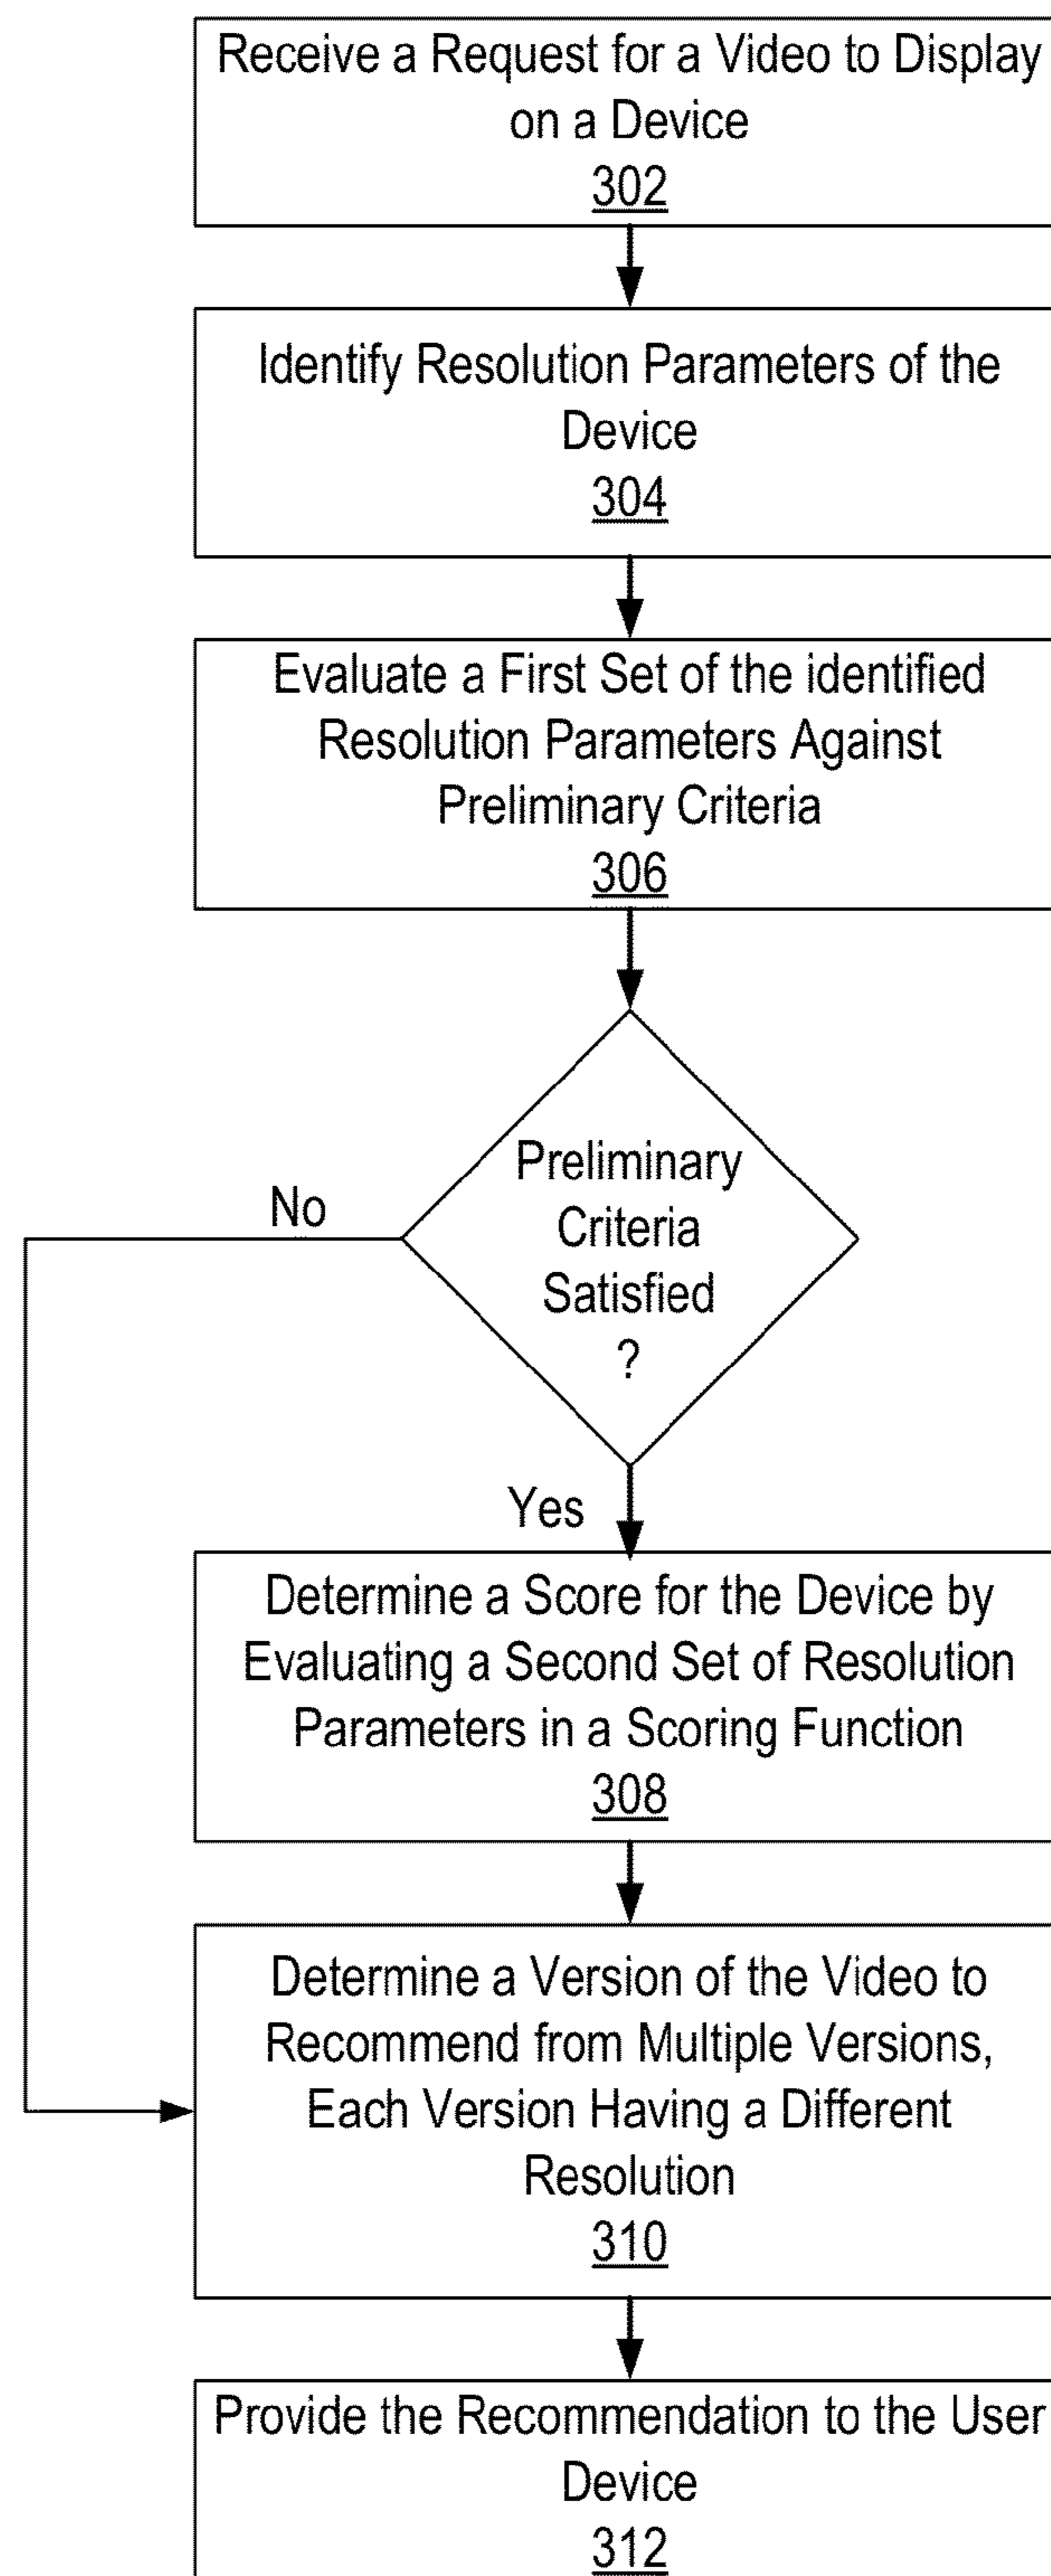 Receive a Request for a Video to Display
on a Device
302
Identify Resolution Parameters of the
Device
304
Evaluate a First Set of the identified
Resolution Parameters Against
Preliminary Criteria
306
Preliminary
Criteria
Satisfied
?
No
Yes
Determine a Score for the Device by
Evaluating a Second Set of Resolution
Parameters in a Scoring Function
308
Determine a Version of the Video to
Recommend from Multiple Versions,
Each Version Having a Different
Resolution
310
Provide the Recommendation to the User
Device
312